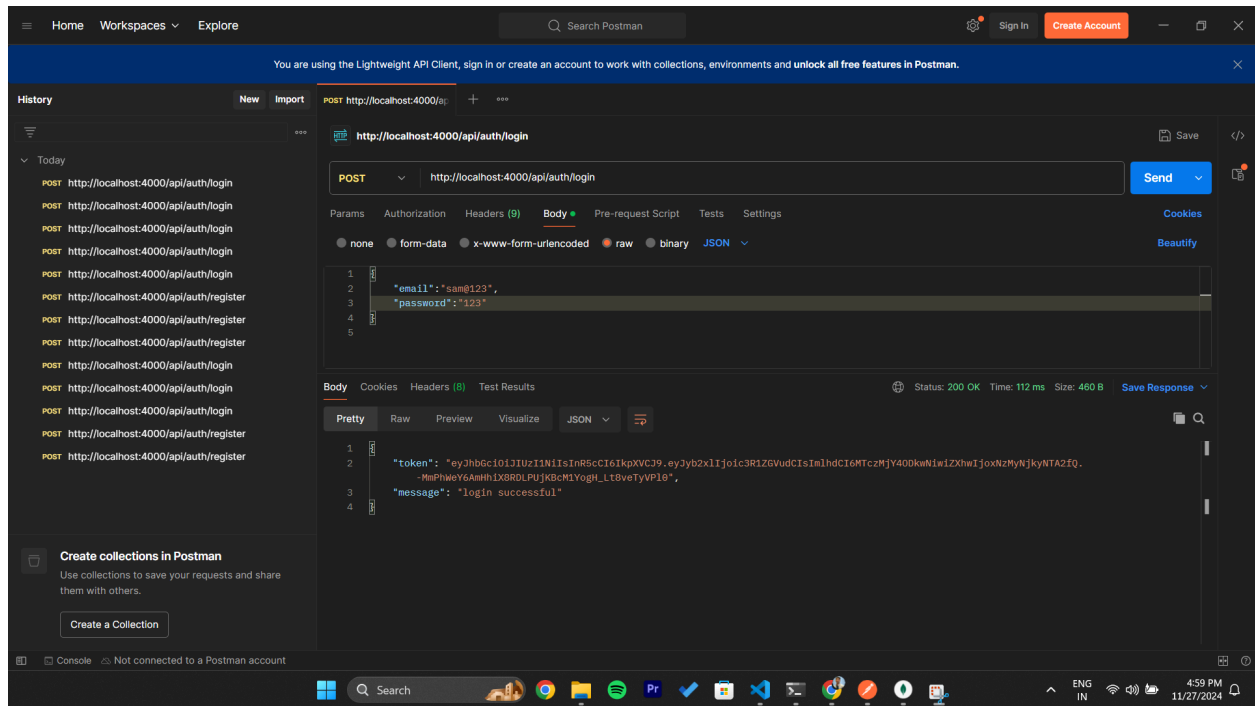 Home Workspaces Explore Search Postman Sign In Create Account
You are using the Lightweight API Client, sign in or create an account to work with collections, environments and unlock all free features in Postman.
History New Import
POST http://localhost:4000/ap
http://localhost:4000/api/auth/login Save
Today
POST http://localhost:4000/api/auth/login
POST http://localhost:4000/api/auth/login
POST http://localhost:4000/api/auth/login
POST http://localhost:4000/api/auth/login
POST http://localhost:4000/api/auth/login
POST http://localhost:4000/api/auth/register
POST http://localhost:4000/api/auth/register
POST http://localhost:4000/api/auth/register
POST http://localhost:4000/api/auth/login
POST http://localhost:4000/api/auth/login
POST http://localhost:4000/api/auth/login
POST http://localhost:4000/api/auth/register
POST http://localhost:4000/api/auth/register
Create collections in Postman
Use collections to save your requests and share
them with others.
Create a Collection
POST http://localhost:4000/api/auth/login Send
Params Authorization Headers (9) Body Pre-request Script Tests Settings Cookies
none form-data x-www-form-urlencoded raw binary JSON Beautify
1 {
2 "email":"sam@123",
3 "password":"123"
4 }
5
Body Cookies Headers (8) Test Results Status: 200 OK Time: 112 ms Size: 460 B Save Response
Pretty Raw Preview Visualize JSON
1 {
2 "token": "eyJhbGciOiJIUzI1NiIsInR5cCI6IkpXVCJ9.eyJyb2xlIjoic3R1ZGVudCIsImlhdCI6MTczMjY4ODkwNiwiZXhwIjoxNzMyNjkyNTA2fQ.
-MmPhWeY6AmHhiX8RDLPUjKBcM1YogH_Lt8veTyVPl0",
3 "message": "login successful"
4 }
Console Not connected to a Postman account
Search Pr ENG
IN 4:59 PM
11/27/2024